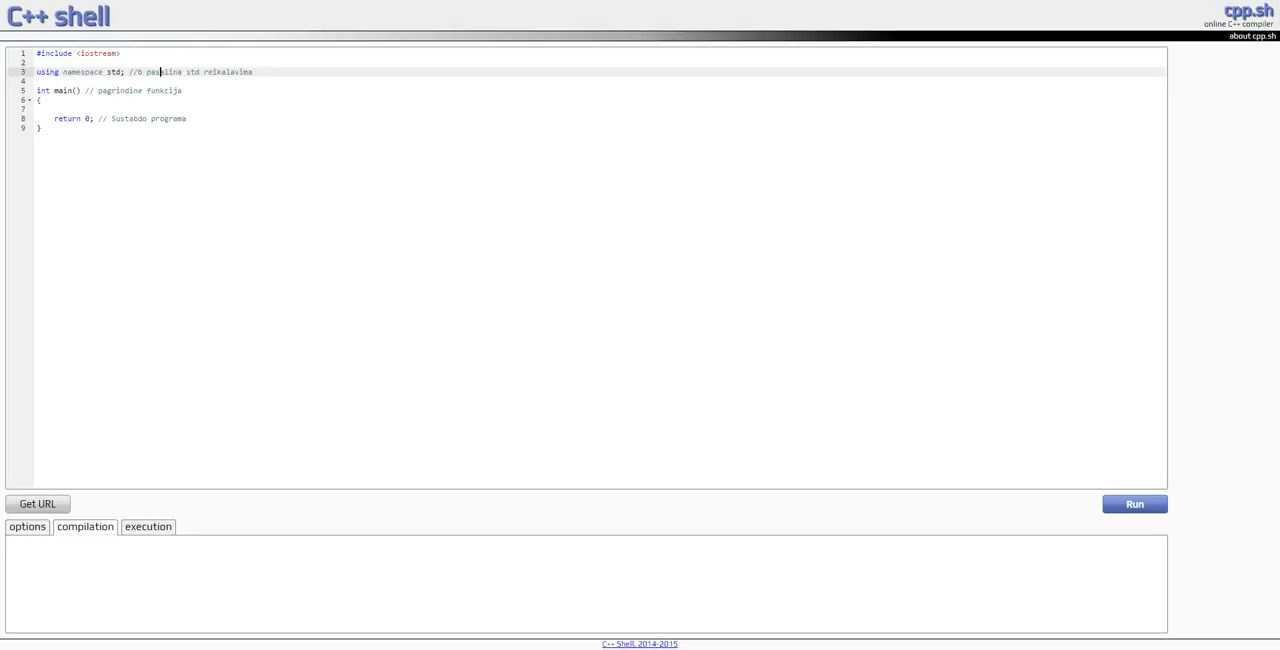 C++ shell
cpp.sh
online C++ compiler
about cpp.sh
1 #include <iostream>
2
3 using namespace std; //b pasalina std reikalavima
4
5 int main() // pagrindine funkcija
6 {
7
8 return 0; // Sustabdo programa
9 }
Get URL
Run
options compilation execution
C++ Shell, 2014-2015